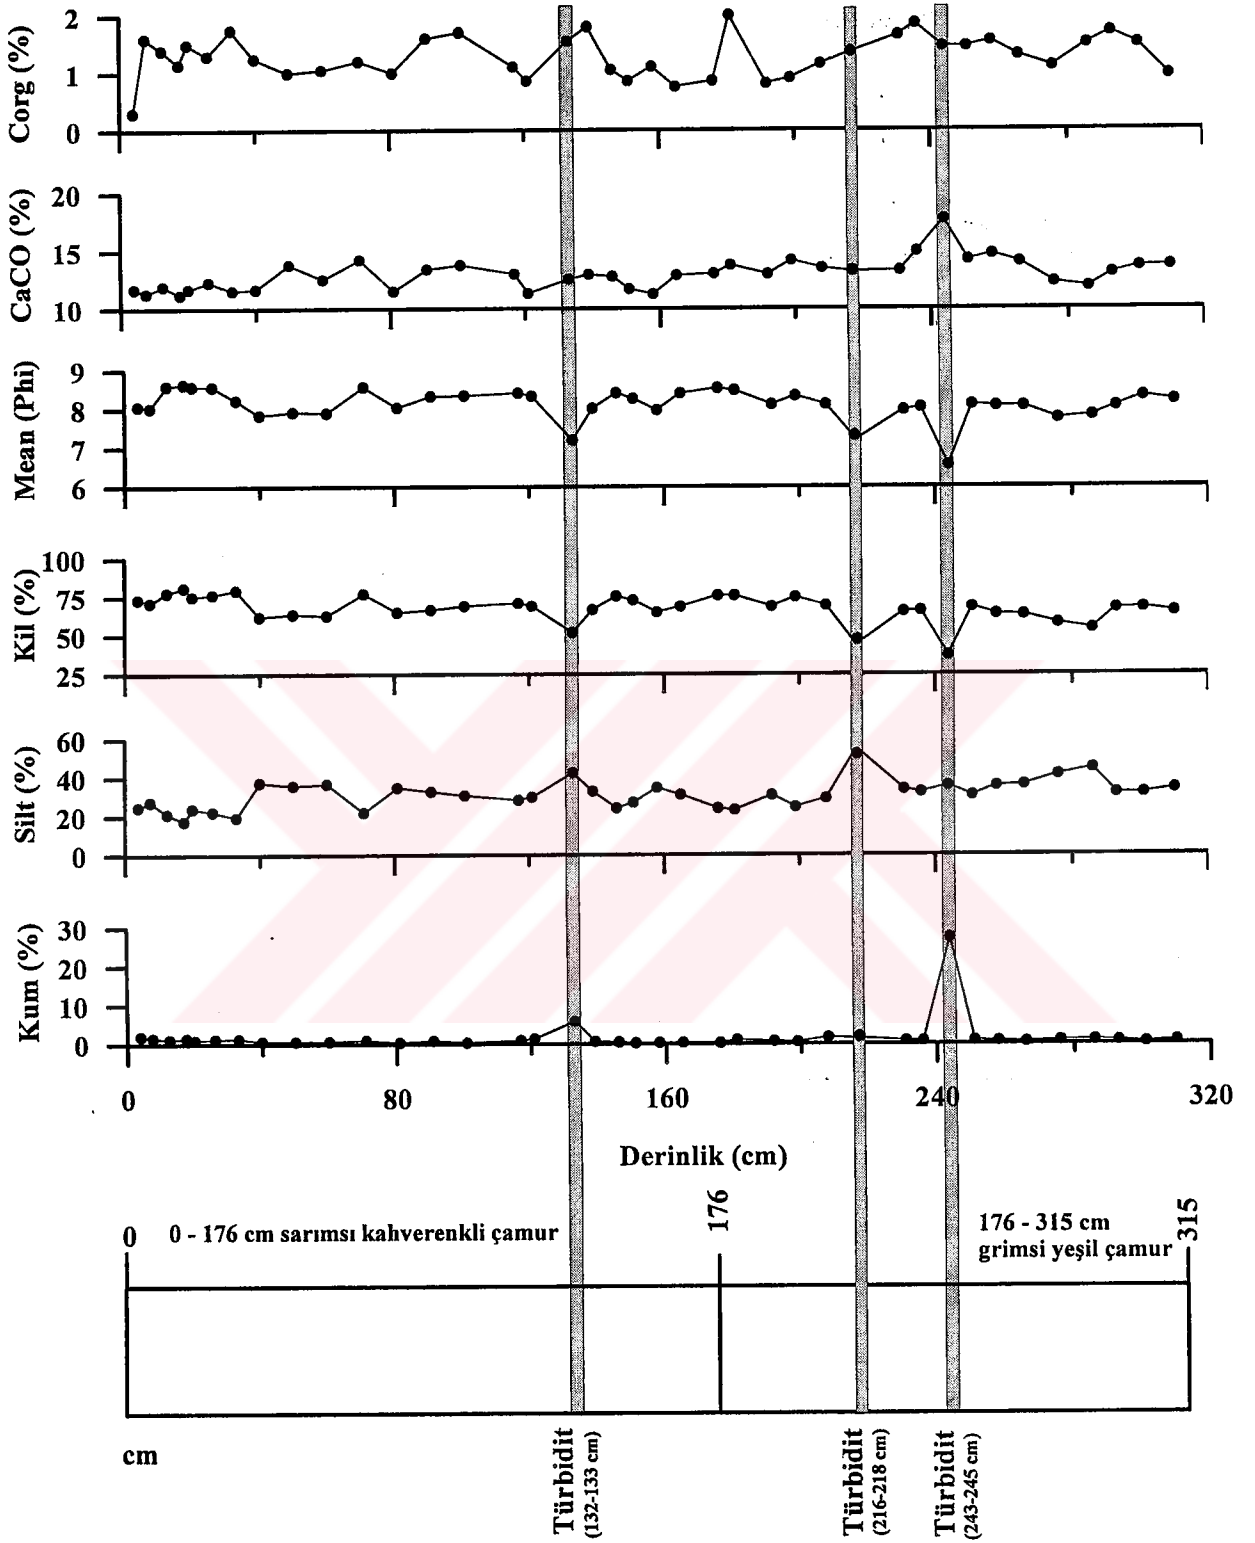 Corg (%)
2
1
0
CaCO (%)
20
15
10
Mean (Phi)
9
8
7
6
Kil (%)
100
75
50
25
Silt (%)
60
40
20
0
Kum (%)
30
20
10
0
0 80 160 240 320
Derinlik (cm)
0
0 - 176 cm sarımsı kahverenkli çamur
176
176 - 315 cm
grimsi yeşil çamur
315
cm
Türbidit
(132-133 cm)
Türbidit
(216-218 cm)
Türbidit
(243-245 cm)